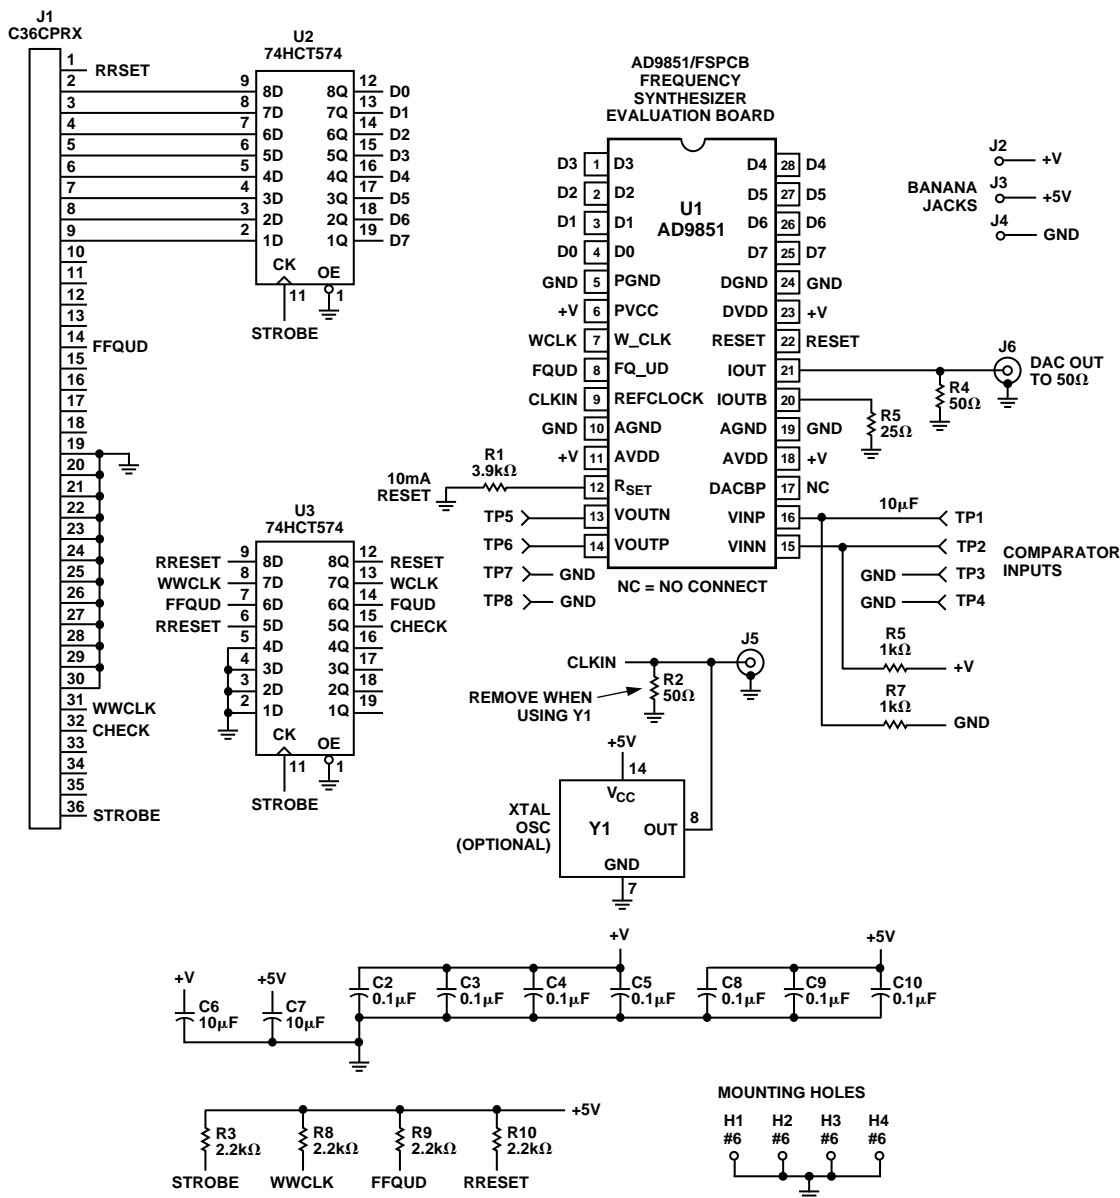 J1
C36CPRX
1
RRSET
2
3
4
5
6
7
8
9
10
11
12
13
14
FFQUD
15
16
17
18
19
20
21
22
23
24
25
26
27
28
29
30
31
WWCLK
32
CHECK
33
34
35
36
STROBE
U2
74HCT574
9 8D 8Q 12 D0
8 7D 7Q 13 D1
7 6D 6Q 14 D2
6 5D 5Q 15 D3
5 4D 4Q 16 D4
4 3D 3Q 17 D5
3 2D 2Q 18 D6
2 1D 1Q 19 D7
CK OE
11 1
STROBE
U3
74HCT574
RRESET 9 8D 8Q 12 RESET
WWCLK 8 7D 7Q 13 WCLK
FFQUD 7 6D 6Q 14 FQUD
RRESET 6 5D 5Q 15 CHECK
5 4D 4Q 16
4 3D 3Q 17
3 2D 2Q 18
2 1D 1Q 19
CK OE
11 1
STROBE
AD9851/FSPCB
FREQUENCY
SYNTHESIZER
EVALUATION BOARD
U1
AD9851
D3 1 D3 D4 28 D4
D2 2 D2 D5 27 D5
D1 3 D1 D6 26 D6
D0 4 D0 D7 25 D7
GND 5 PGND DGND 24 GND
+V 6 PVCC DVDD 23 +V
WCLK 7 W_CLK RESET 22 RESET
FQUD 8 FQ_UD IOUT 21
CLKIN 9 REFCLOCK IOUTB 20
GND 10 AGND AGND 19 GND
+V 11 AVDD AVDD 18 +V
12 RSET DACBP 17 NC
TP5 13 VOUTN VINP 16 10µF TP1
TP6 14 VOUTP VINN 15 TP2
TP7 GND
TP8 GND
NC = NO CONNECT
R1
3.9kΩ
10mA
RESET
J2
+V
BANANA
JACKS
J3
+5V
J4
GND
J6
DAC OUT
TO 50Ω
R4
50Ω
R5
25Ω
COMPARATOR
INPUTS
GND TP3
GND TP4
R5
1kΩ
+V
R7
1kΩ
GND
CLKIN
J5
R2
50Ω
REMOVE WHEN
USING Y1
+5V
14
VCC
XTAL
OSC
(OPTIONAL)
Y1 OUT 8
GND
7
+V
C6
10µF
+5V
C7
10µF
+V
C2
0.1µF
C3
0.1µF
C4
0.1µF
C5
0.1µF
+5V
C8
0.1µF
C9
0.1µF
C10
0.1µF
+5V
R3
2.2kΩ
R8
2.2kΩ
R9
2.2kΩ
R10
2.2kΩ
STROBE WWCLK FFQUD RRESET
MOUNTING HOLES
H1 H2 H3 H4
#6 #6 #6 #6